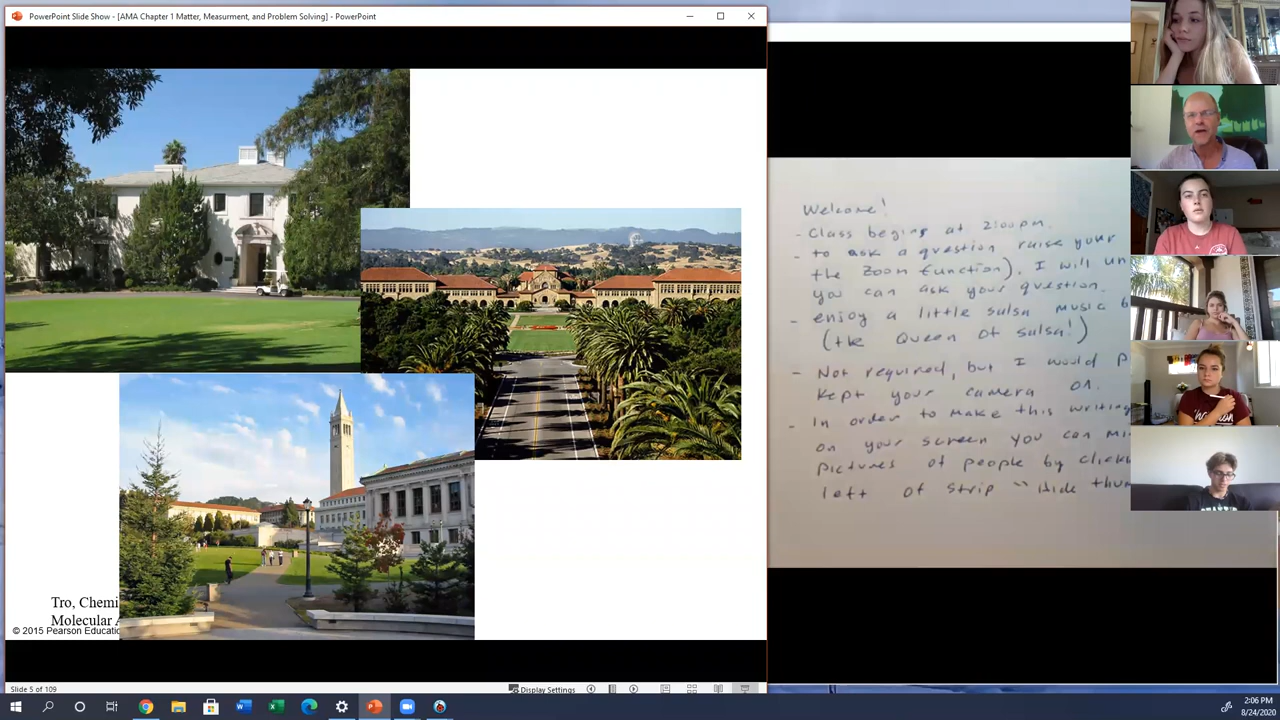 PowerPoint Slide Show - [AMA Chapter 1 Matter, Measurment, and Problem Solving] - PowerPoint
Tro, Chemi
Molecular A
© 2015 Pearson Educatio
Slide 5 of 109
Display Settings
Welcome!
- Class begins at 2:00pm.
- to ask a question raise your
the Zoom function). I will un
you can ask your question.
- enjoy a little salsa music b
(the Queen of salsa!)
- Not required, but I would p
kept your camera on.
- In order to make this writing
on your screen you can mi
pictures of people by click
left of strip "Hide thum
2:06 PM
8/24/2020